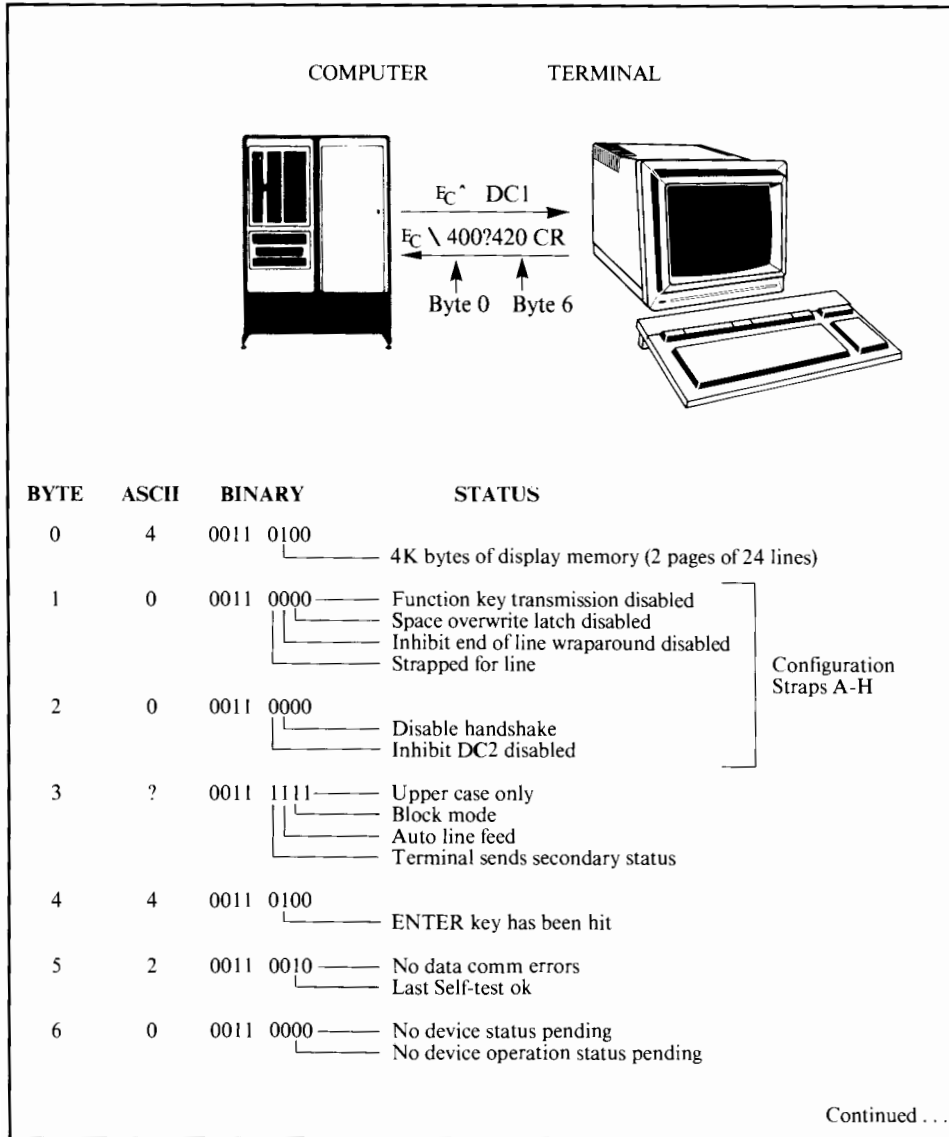 COMPUTER TERMINAL
EC^ DC1
EC \ 400?420 CR
Byte 0 Byte 6
BYTE ASCII BINARY STATUS
0 4 0011 0100
4K bytes of display memory (2 pages of 24 lines)
1 0 0011 0000 Function key transmission disabled
Space overwrite latch disabled
Inhibit end of line wraparound disabled
Strapped for line
Configuration
Straps A-H
2 0 0011 0000
Disable handshake
Inhibit DC2 disabled
3 ? 0011 1111 Upper case only
Block mode
Auto line feed
Terminal sends secondary status
4 4 0011 0100
ENTER key has been hit
5 2 0011 0010 No data comm errors
Last Self-test ok
6 0 0011 0000 No device status pending
No device operation status pending
Continued . . .